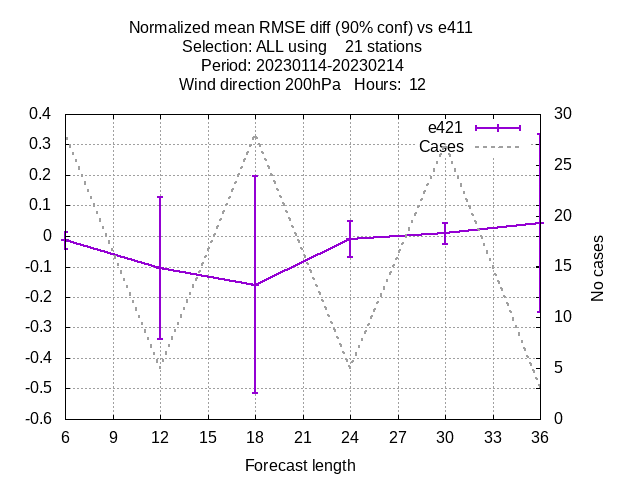 Normalized mean RMSE diff (90% conf) vs e411
Selection: ALL using 21 stations
Period: 20230114-20230214
Wind direction 200hPa Hours: 12
e421
Cases
0.4
0.3
0.2
0.1
0
-0.1
-0.2
-0.3
-0.4
-0.5
-0.6
30
25
20
15
10
5
0
No cases
6 9 12 15 18 21 24 27 30 33 36
Forecast length